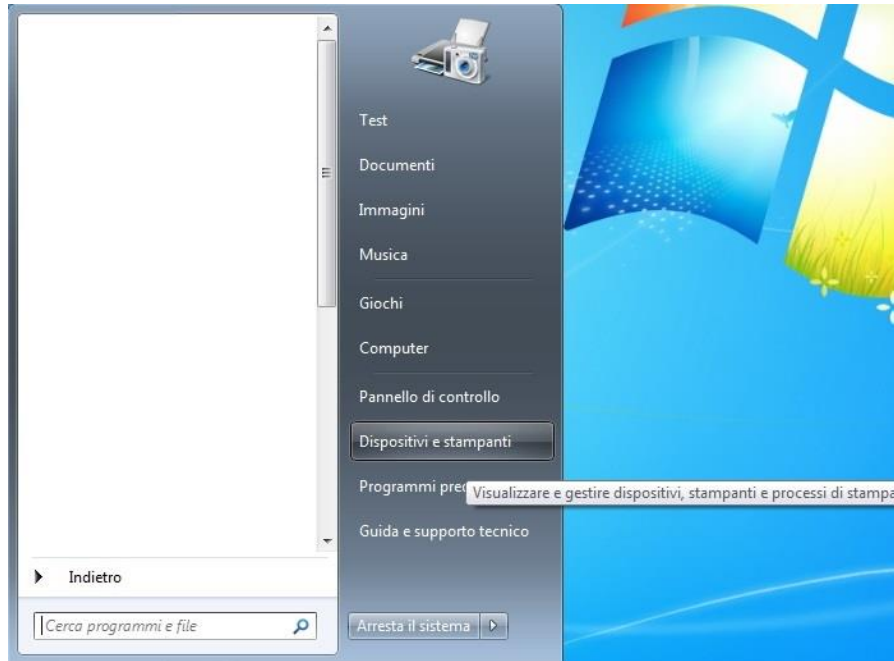 Test
Documenti
Immagini
Musica
Giochi
Computer
Pannello di controllo
Dispositivi e stampanti
Programmi
Visualizzare e gestire dispositivi, stampanti e processi di stampa
Guida e supporto tecnico
Indietro
Cerca programmi e file
Arresta il sistema